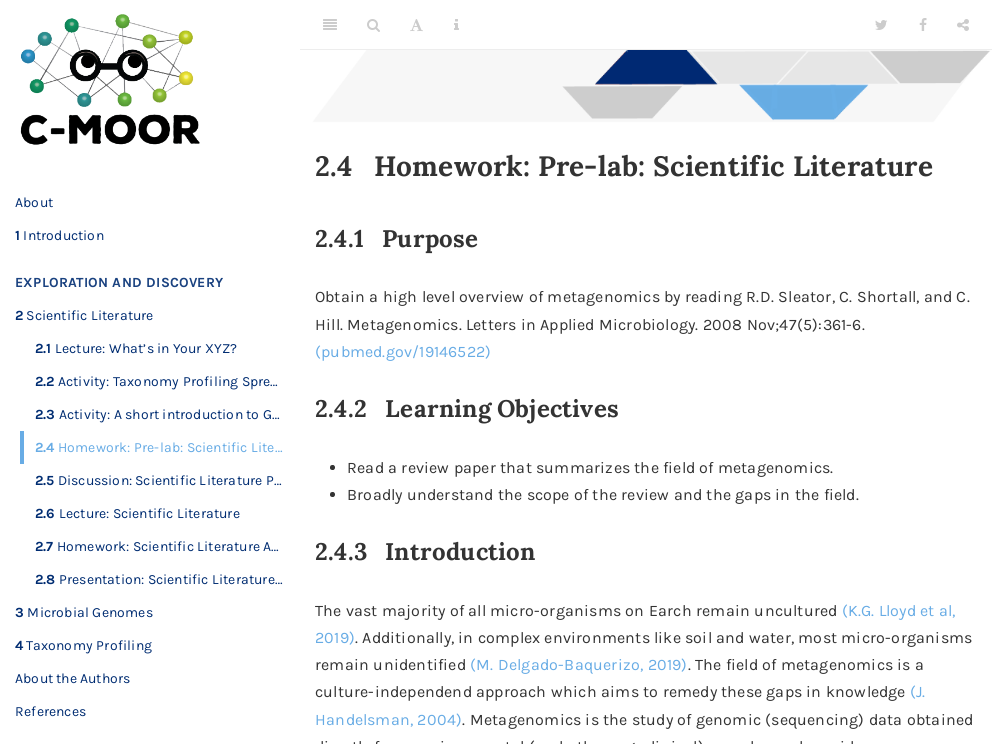 C-MOOR
About
1 Introduction
EXPLORATION AND DISCOVERY
2 Scientific Literature
2.1 Lecture: What's in Your XYZ?
2.2 Activity: Taxonomy Profiling Spre…
2.3 Activity: A short introduction to G…
2.4 Homework: Pre-lab: Scientific Lite…
2.5 Discussion: Scientific Literature P…
2.6 Lecture: Scientific Literature
2.7 Homework: Scientific Literature A…
2.8 Presentation: Scientific Literature…
3 Microbial Genomes
4 Taxonomy Profiling
About the Authors
References
2.4 Homework: Pre-lab: Scientific Literature
2.4.1 Purpose
Obtain a high level overview of metagenomics by reading R.D. Sleator, C. Shortall, and C.
Hill. Metagenomics. Letters in Applied Microbiology. 2008 Nov;47(5):361-6.
(pubmed.gov/19146522)
2.4.2 Learning Objectives
• Read a review paper that summarizes the field of metagenomics.
• Broadly understand the scope of the review and the gaps in the field.
2.4.3 Introduction
The vast majority of all micro-organisms on Earch remain uncultured (K.G. Lloyd et al,
2019). Additionally, in complex environments like soil and water, most micro-organisms
remain unidentified (M. Delgado-Baquerizo, 2019). The field of metagenomics is a
culture-independent approach which aims to remedy these gaps in knowledge (J.
Handelsman, 2004). Metagenomics is the study of genomic (sequencing) data obtained